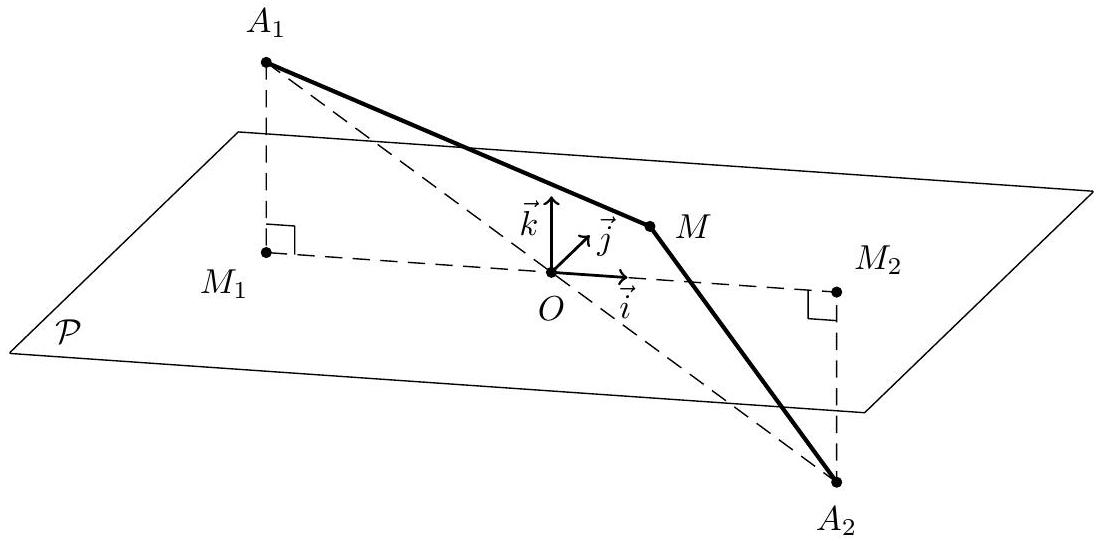 A₁
k⃗
j⃗
M
M₂
M₁
O
i⃗
𝒫
A₂